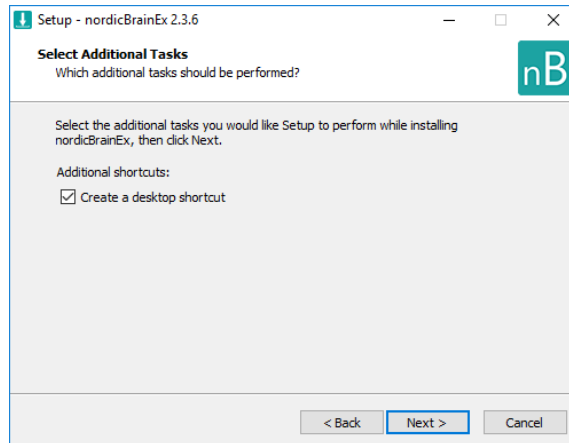 Setup - nordicBrainEx 2.3.6
Select Additional Tasks
Which additional tasks should be performed?
nB
Select the additional tasks you would like Setup to perform while installing
nordicBrainEx, then click Next.
Additional shortcuts:
Create a desktop shortcut
< Back
Next >
Cancel